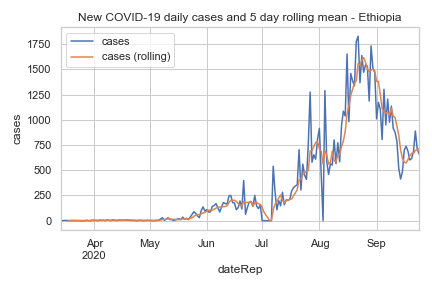 New COVID-19 daily cases and 5 day rolling mean - Ethiopia
cases
cases (rolling)
1750
1500
1250
1000
750
500
250
0
cases
Apr
2020
May
Jun
Jul
Aug
Sep
dateRep